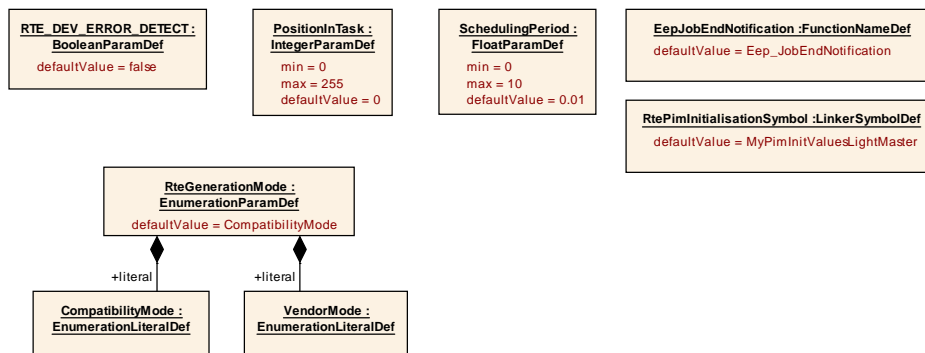 RTE_DEV_ERROR_DETECT :
BooleanParamDef
defaultValue = false
PositionInTask :
IntegerParamDef
min = 0
max = 255
defaultValue = 0
SchedulingPeriod :
FloatParamDef
min = 0
max = 10
defaultValue = 0.01
EepJobEndNotification :FunctionNameDef
defaultValue = Eep_JobEndNotification
RtePimInitialisationSymbol :LinkerSymbolDef
defaultValue = MyPimInitValuesLightMaster
RteGenerationMode :
EnumerationParamDef
defaultValue = CompatibilityMode
+literal
+literal
CompatibilityMode :
EnumerationLiteralDef
VendorMode :
EnumerationLiteralDef